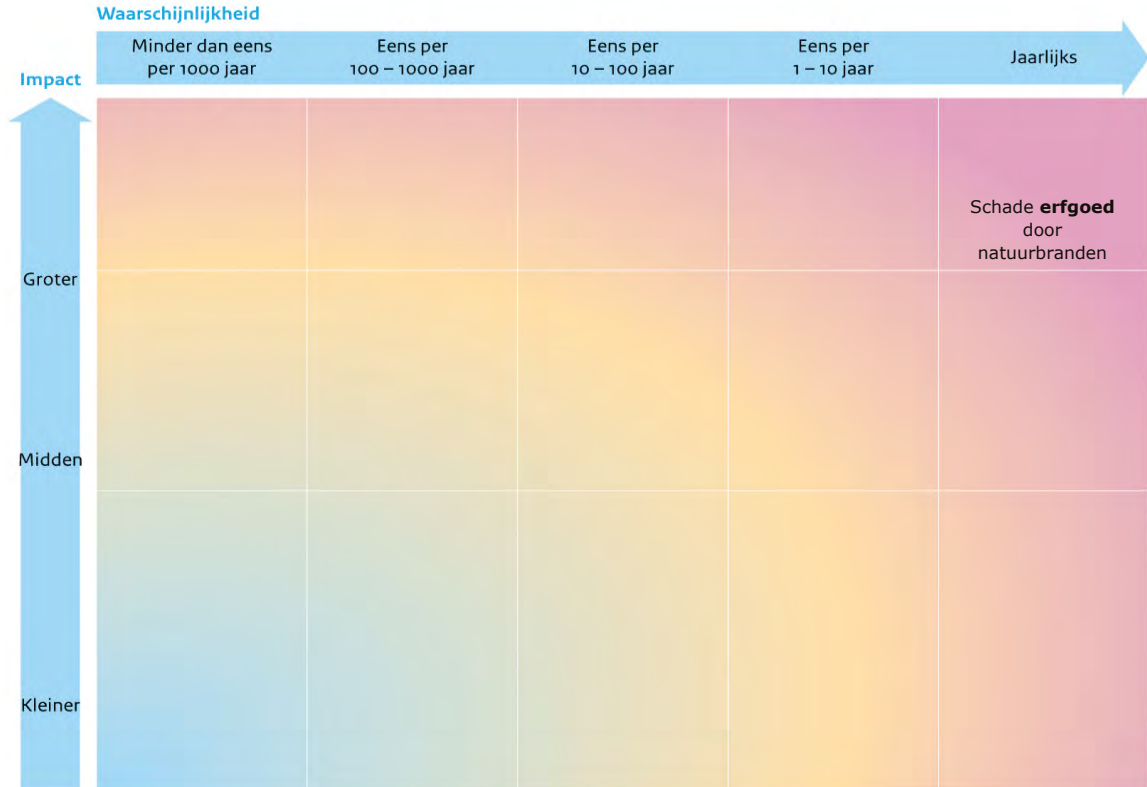 Waarschijnlijkheid
Minder dan eens
per 1000 jaar
Eens per
100 – 1000 jaar
Eens per
10 – 100 jaar
Eens per
1 – 10 jaar
Jaarlijks
Impact
Schade erfgoed
door
natuurbranden
Groter
Midden
Kleiner